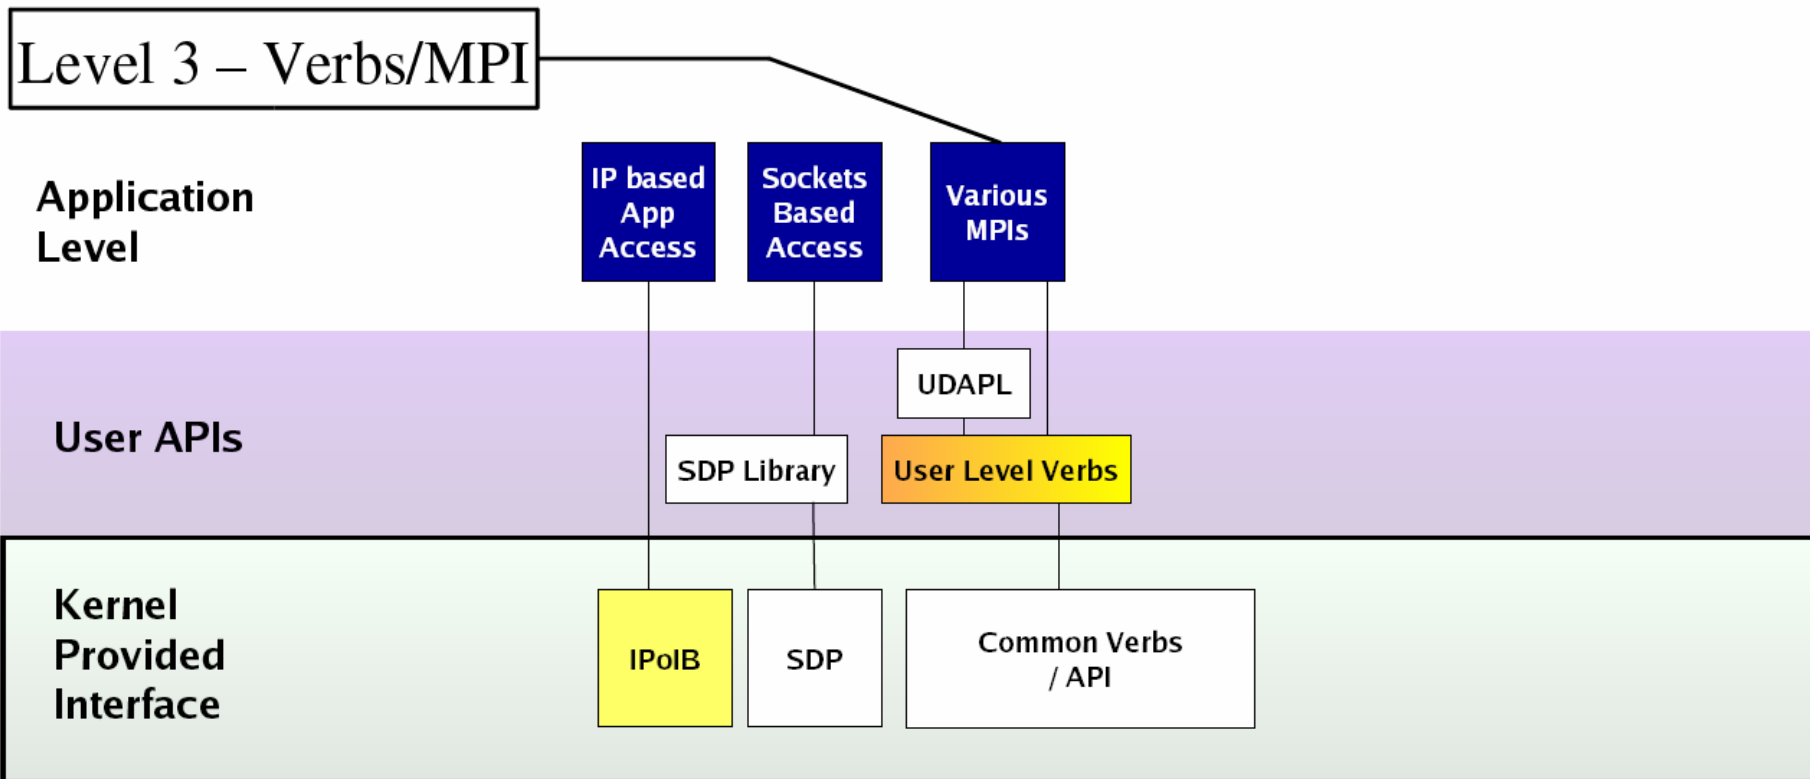 Level 3 – Verbs/MPI
Application
Level
IP based
App
Access
Sockets
Based
Access
Various
MPIs
User APIs
UDAPL
SDP Library
User Level Verbs
Kernel
Provided
Interface
IPoIB
SDP
Common Verbs
/ API